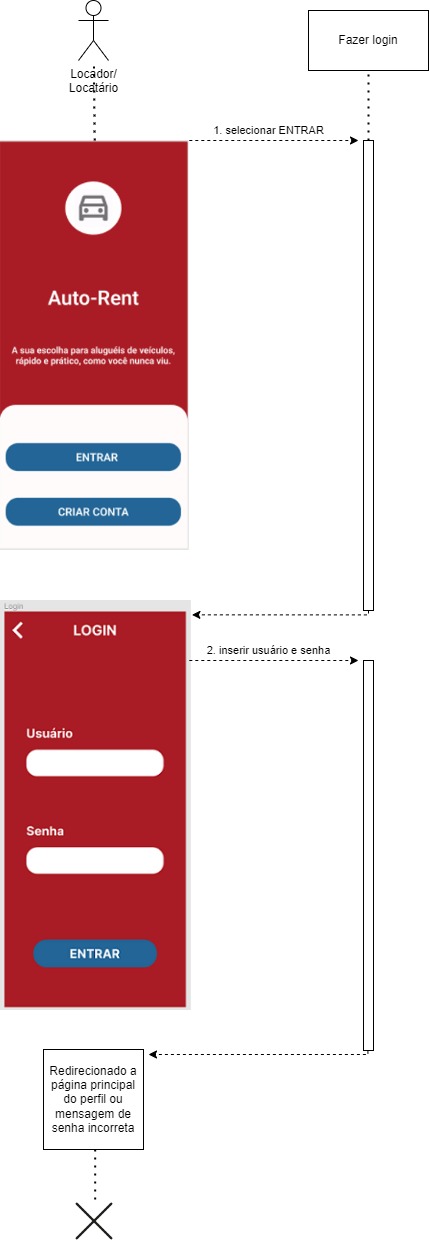 Fazer login
Locador/
Locatário
1. selecionar ENTRAR
Auto-Rent
A sua escolha para aluguéis de veículos,
rápido e prático, como você nunca viu.
ENTRAR
CRIAR CONTA
Login
LOGIN
2. inserir usuário e senha
Usuário
Senha
ENTRAR
Redirecionado a
página principal
do perfil ou
mensagem de
senha incorreta